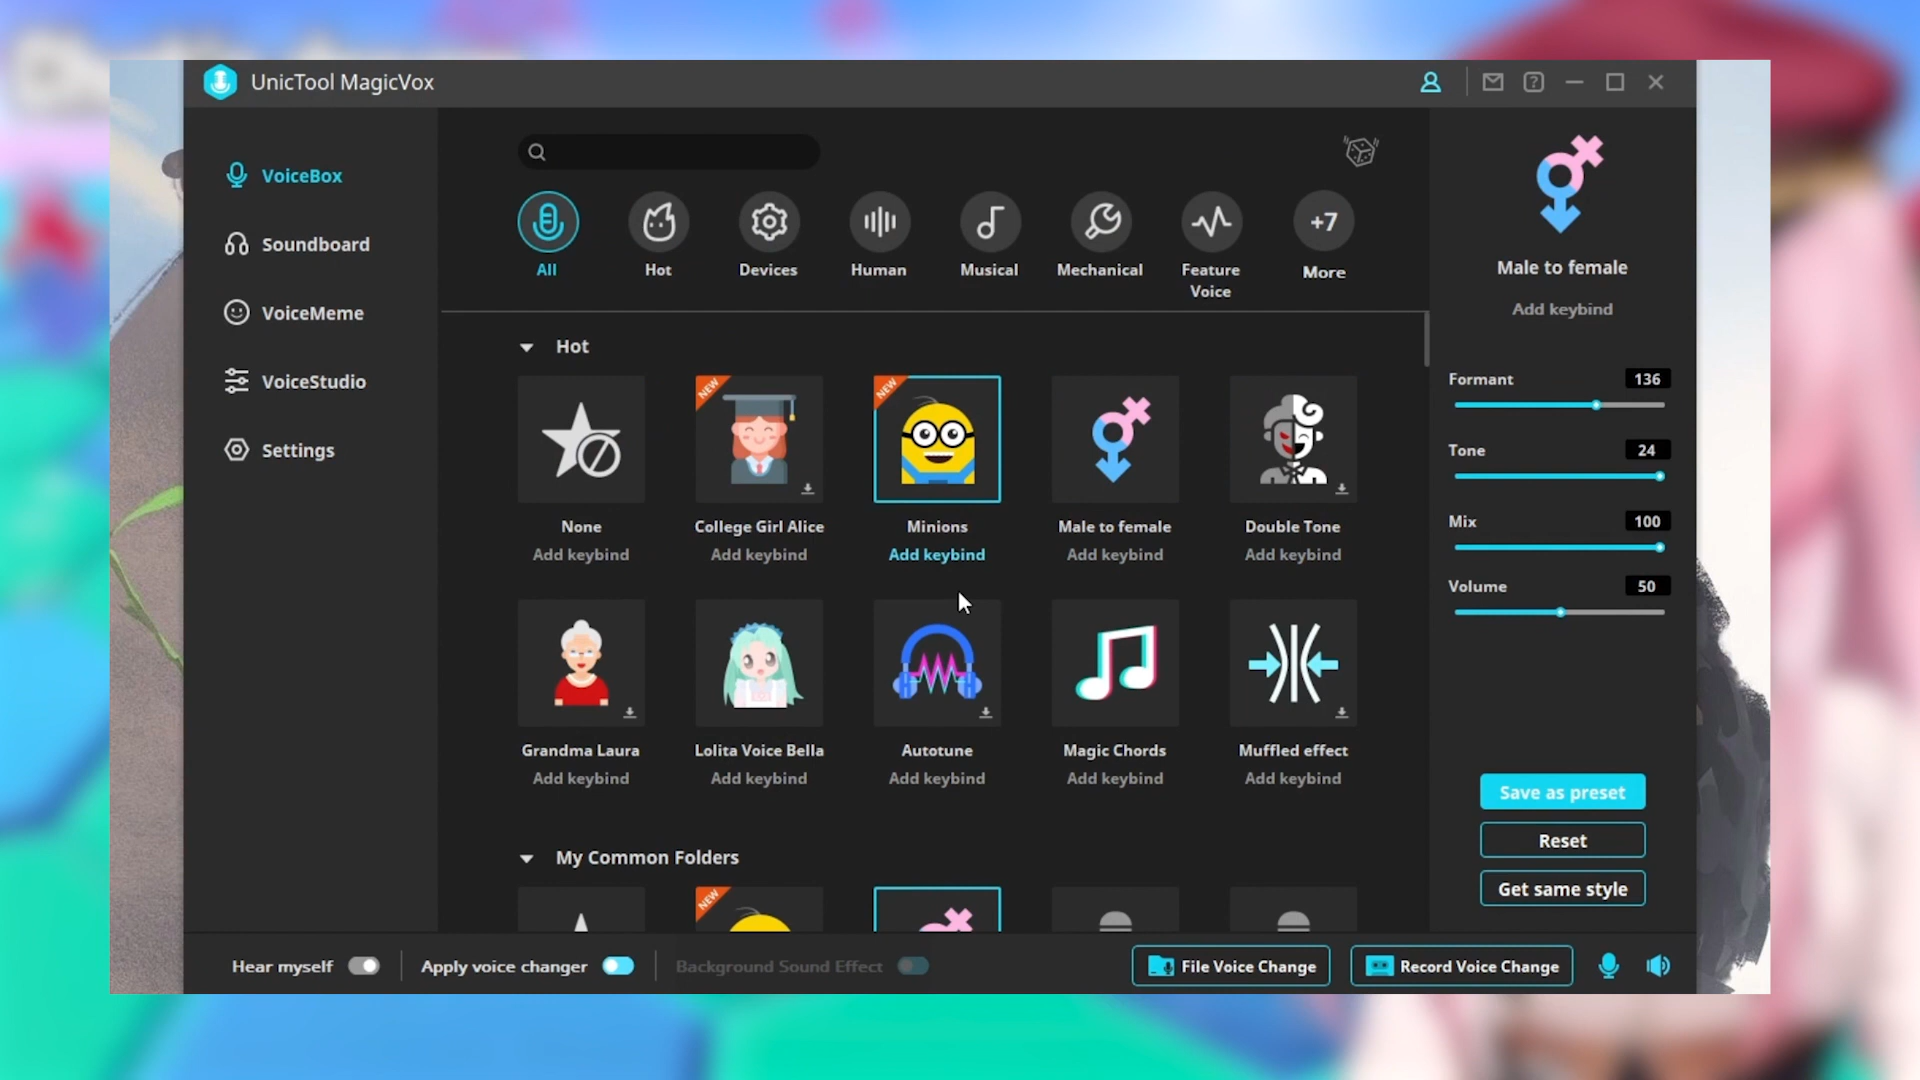 UnicTool MagicVox
VoiceBox
Soundboard
VoiceMeme
VoiceStudio
Settings
All
Hot
Devices
Human
Musical
Mechanical
Feature
Voice
+7
More
Hot
NEW
NEW
None
College Girl Alice
Minions
Male to female
Double Tone
Add keybind
Add keybind
Add keybind
Add keybind
Add keybind
Grandma Laura
Lolita Voice Bella
Autotune
Magic Chords
Muffled effect
Add keybind
Add keybind
Add keybind
Add keybind
Add keybind
My Common Folders
NEW
Male to female
Add keybind
Formant 136
Tone 24
Mix 100
Volume 50
Save as preset
Reset
Get same style
Hear myself
Apply voice changer
Background Sound Effect
File Voice Change
Record Voice Change